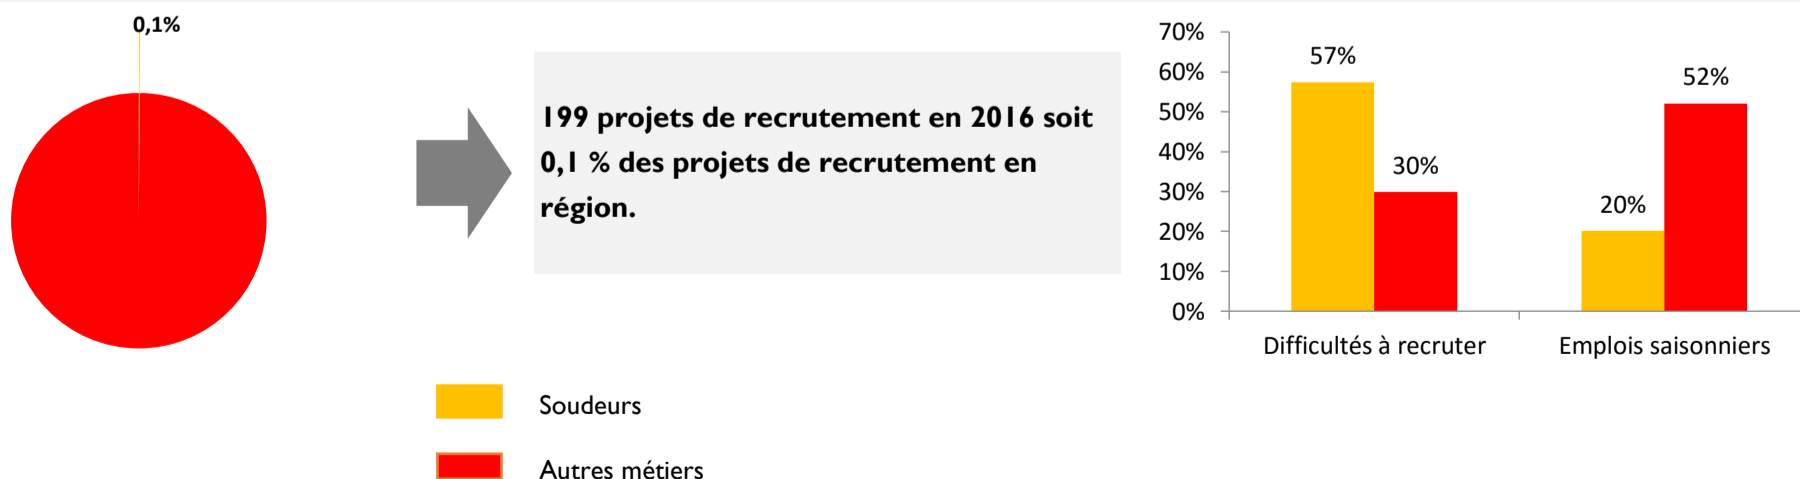 0,1%
199 projets de recrutement en 2016 soit
0,1 % des projets de recrutement en
région.
70%
60%
50%
40%
30%
20%
10%
0%
57%
30%
20%
52%
Difficultés à recruter
Emplois saisonniers
Soudeurs
Autres métiers